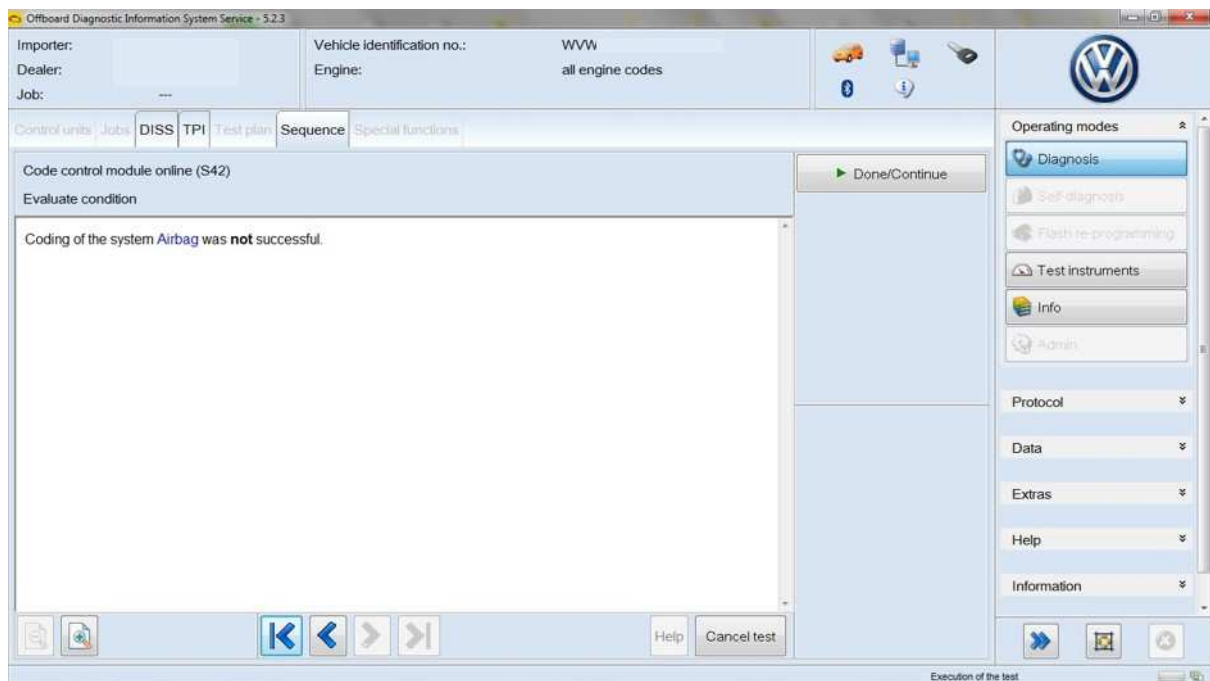 Offboard Diagnostic Information System Service - 5.2.3
Importer:
Dealer:
Job: ---
Vehicle identification no.: WVW
Engine: all engine codes
Control units Jobs DISS TPI Test plan Sequence Special functions
Code control module online (S42)
Evaluate condition
Done/Continue
Coding of the system Airbag was not successful.
Operating modes
Diagnosis
Self-diagnosis
Flash re-programming
Test instruments
Info
Admin
Protocol
Data
Extras
Help
Information
Help
Cancel test
Execution of the test